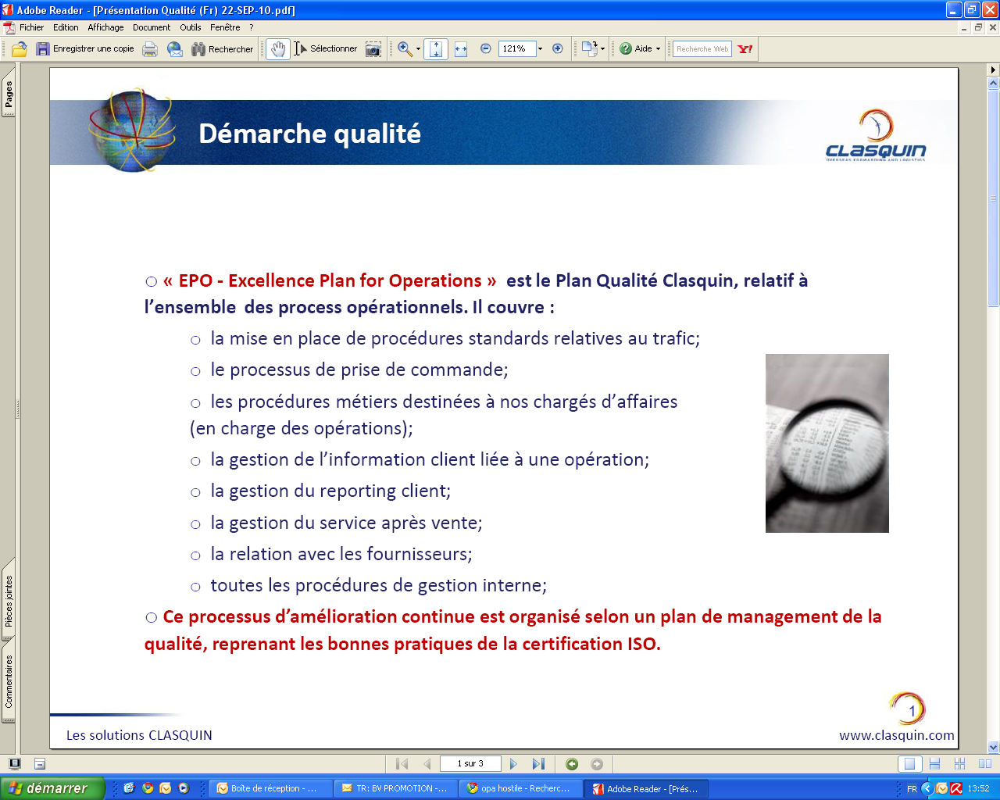 Adobe Reader - [Présentation Qualité (Fr) 22-SEP-10.pdf]
Fichier Edition Affichage Document Outils Fenêtre ?
Enregistrer une copie Rechercher Sélectionner 121% Aide Recherche Web Y!
Pages
Démarche qualité
CLASQUIN
OVERSEAS FORWARDING AND LOGISTICS
« EPO - Excellence Plan for Operations » est le Plan Qualité Clasquin, relatif à
l’ensemble des process opérationnels. Il couvre :
la mise en place de procédures standards relatives au trafic;
le processus de prise de commande;
les procédures métiers destinées à nos chargés d’affaires
(en charge des opérations);
la gestion de l’information client liée à une opération;
la gestion du reporting client;
la gestion du service après vente;
la relation avec les fournisseurs;
toutes les procédures de gestion interne;
Ce processus d’amélioration continue est organisé selon un plan de management de la
qualité, reprenant les bonnes pratiques de la certification ISO.
Pièces jointes
Commentaires
1
Les solutions CLASQUIN
www.clasquin.com
1 sur 3
démarrer Boîte de réception - ... TR: BV PROMOTION -... opa hostile - Recherc... Adobe Reader - [Prés... FR 13:52